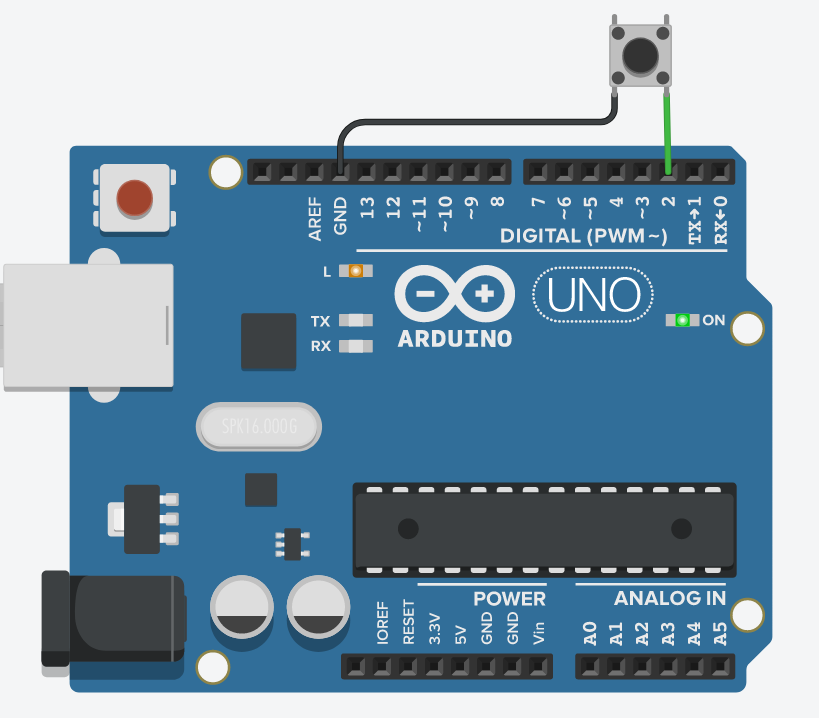 AREF
GND
13
12
~11
~10
~9
8
7
~6
~5
4
~3
2
TX→1
RX←0
DIGITAL (PWM~)
L
TX
RX
ARDUINO
UNO
ON
SPKT6.000G
POWER
ANALOG IN
IOREF
RESET
3.3V
5V
GND
GND
Vin
A0
A1
A2
A3
A4
A5